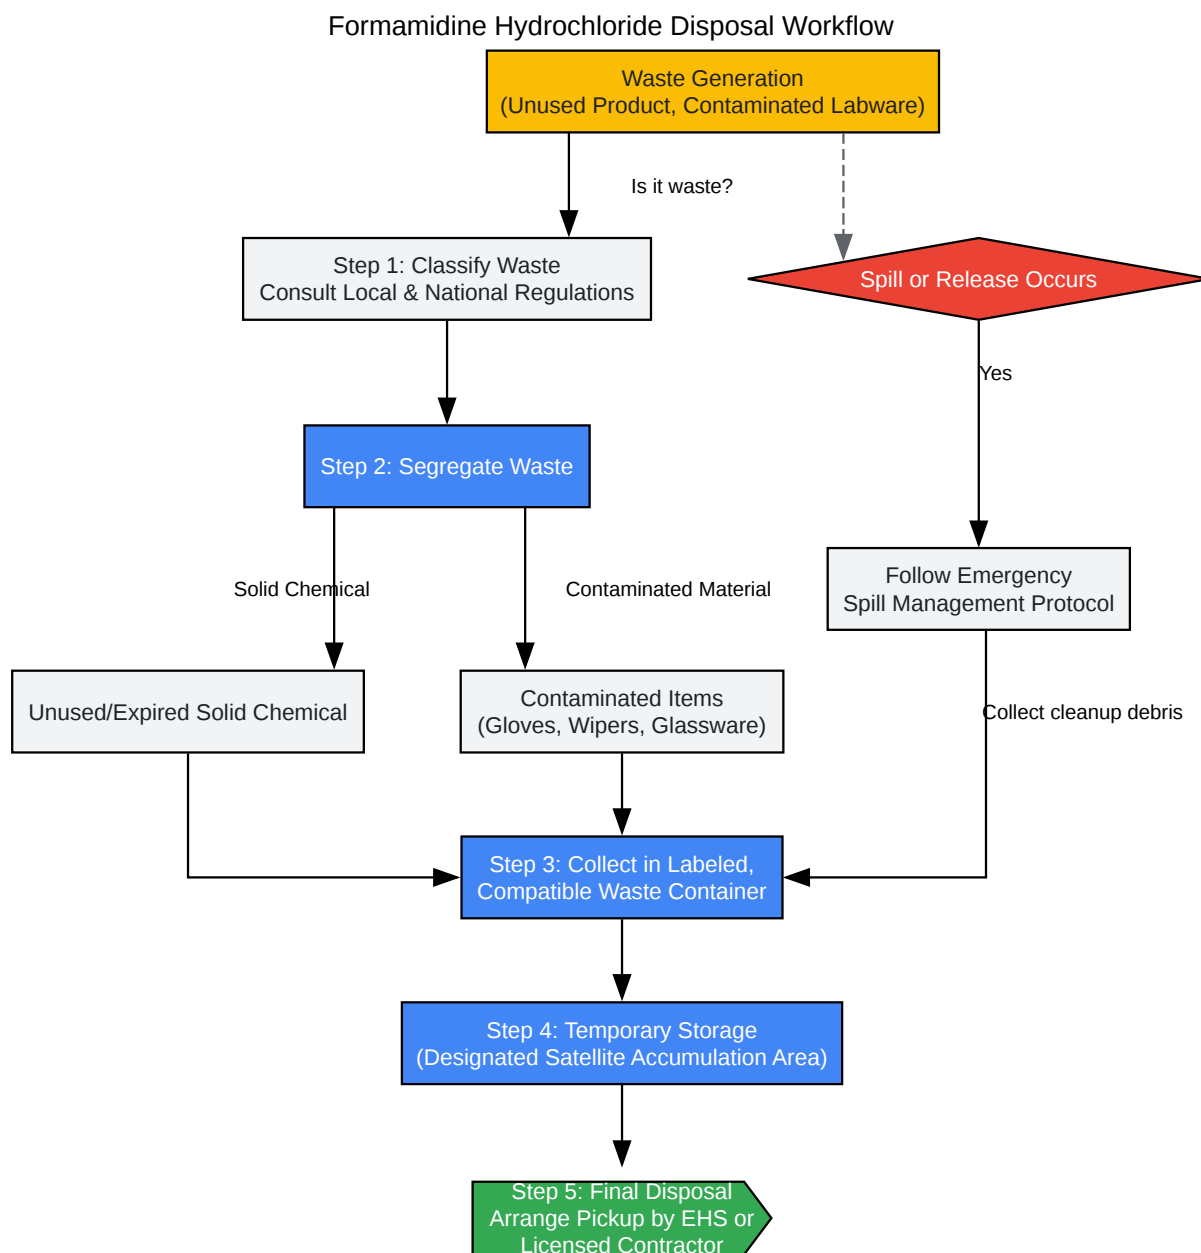 Formamidine Hydrochloride Disposal Workflow
Waste Generation
(Unused Product, Contaminated Labware)
Is it waste?
Step 1: Classify Waste
Consult Local & National Regulations
Spill or Release Occurs
Yes
Step 2: Segregate Waste
Solid Chemical
Contaminated Material
Follow Emergency
Spill Management Protocol
Unused/Expired Solid Chemical
Contaminated Items
(Gloves, Wipers, Glassware)
Collect cleanup debris
Step 3: Collect in Labeled,
Compatible Waste Container
Step 4: Temporary Storage
(Designated Satellite Accumulation Area)
Step 5: Final Disposal
Arrange Pickup by EHS or
Licensed Contractor